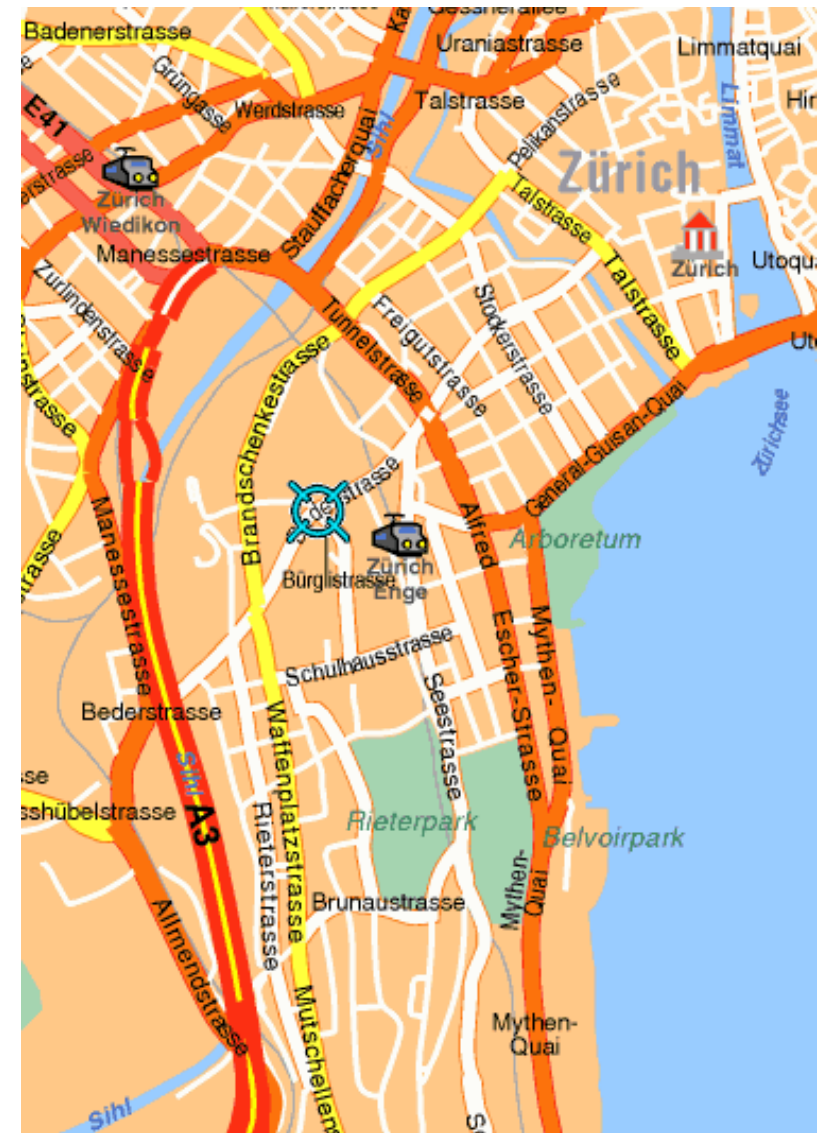 Badenerstrasse
Gessnerallee
Uraniastrasse
Limmatquai
Grüngasse
Werdstrasse
Talstrasse
Limmat
E41
Sihl
Pelikanstrasse
Zürich
Zürich
Wiedikon
Stauffacherquai
Talstrasse
Manessestrasse
Zürich
Talstrasse
Zurlindenstrasse
Tunnelstrasse
Freigutstrasse
Stockerstrasse
Brandschenkestrasse
General-Guisan-Quai
Zürichsee
Manessestrasse
Alfred
Escher-Strasse
Arboretum
Zürich
Enge
Bürglistrasse
Mythen-
Quai
Schulhausstrasse
Seestrasse
Bederstrasse
Waffenplatzstrasse
Sihl
A3
Rieterstrasse
Rieterpark
Belvoirpark
Mythen-
Quai
Brunaustrasse
Allmendstrasse
Mutschellens
Mythen-
Quai
Sihl